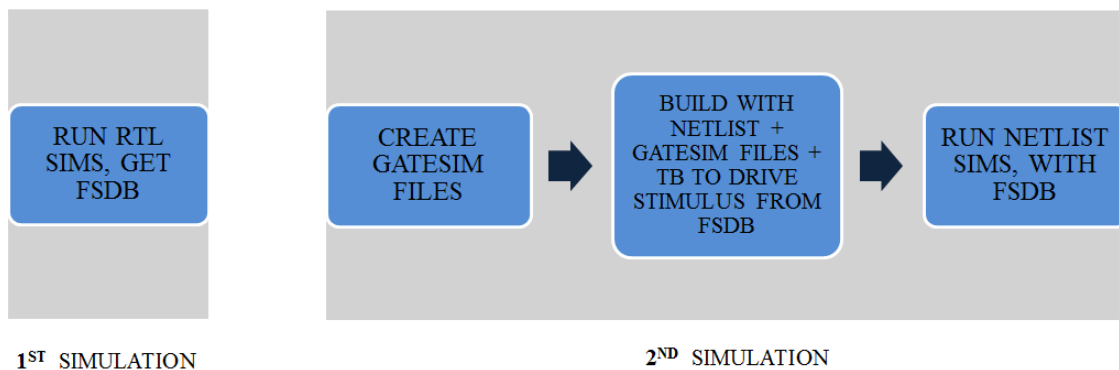 RUN RTL
SIMS, GET
FSDB
CREATE
GATESIM
FILES
BUILD WITH
NETLIST +
GATESIM FILES +
TB TO DRIVE
STIMULUS FROM
FSDB
RUN NETLIST
SIMS, WITH
FSDB
1ST SIMULATION
2ND SIMULATION